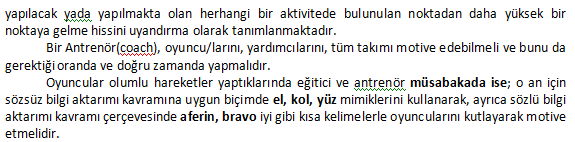 yapılacak yada yapılmakta olan herhangi bir aktivitede bulunulan noktadan daha yüksek bir
noktaya gelme hissini uyandırma olarak tanımlanmaktadır.
Bir Antrenör(coach), oyuncu/larını, yardımcılarını, tüm takımı motive edebilmeli ve bunu da
gerektiği oranda ve doğru zamanda yapmalıdır.
Oyuncular olumlu hareketler yaptıklarında eğitici ve antrenör müsabakada ise; o an için
sözsüz bilgi aktarımı kavramına uygun biçimde el, kol, yüz mimiklerini kullanarak, ayrıca sözlü bilgi
aktarımı kavramı çerçevesinde aferin, bravo iyi gibi kısa kelimelerle oyuncularını kutlayarak motive
etmelidir.